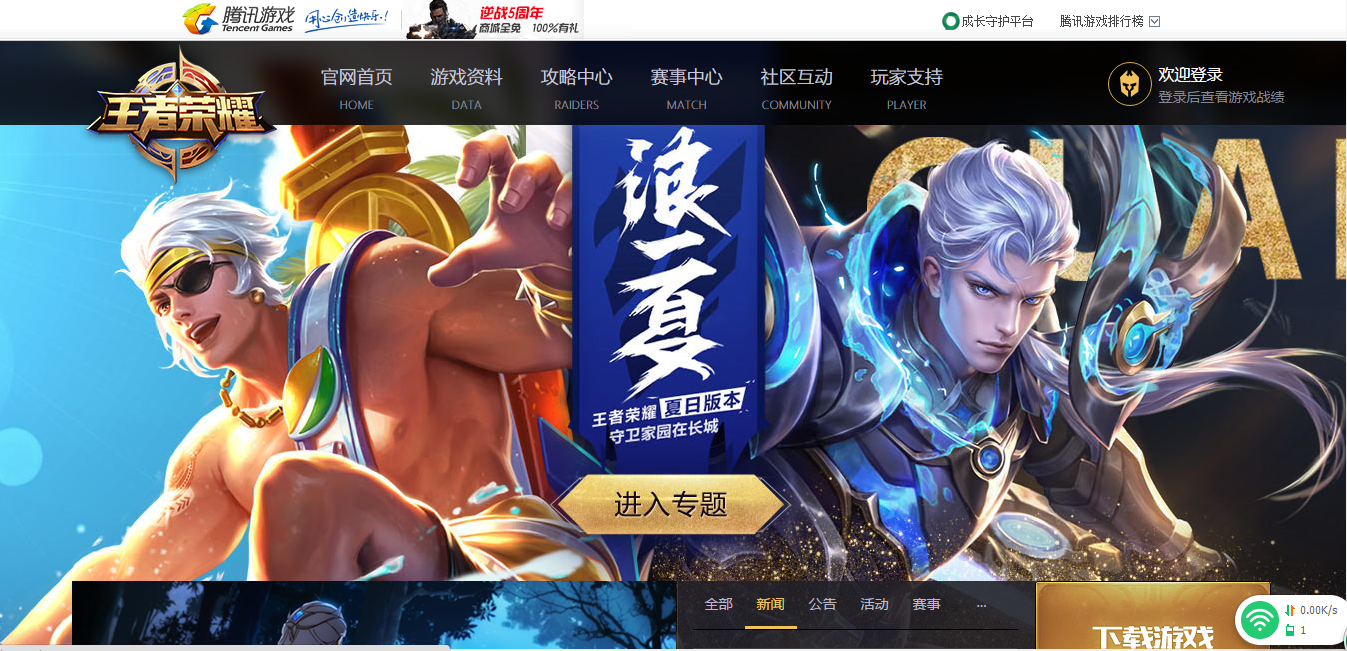 腾讯游戏
Tencent Games
用心创造快乐!
逆战5周年
商城全免 100%有礼
成长守护平台
腾讯游戏排行榜
王者荣耀
官网首页
HOME
游戏资料
DATA
攻略中心
RAIDERS
赛事中心
MATCH
社区互动
COMMUNITY
玩家支持
PLAYER
欢迎登录
登录后查看游戏战绩
浪一夏
王者荣耀 夏日版本
守卫家园在长城
进入专题
全部
新闻
公告
活动
赛事
...
下载游戏
0.00K/s
1